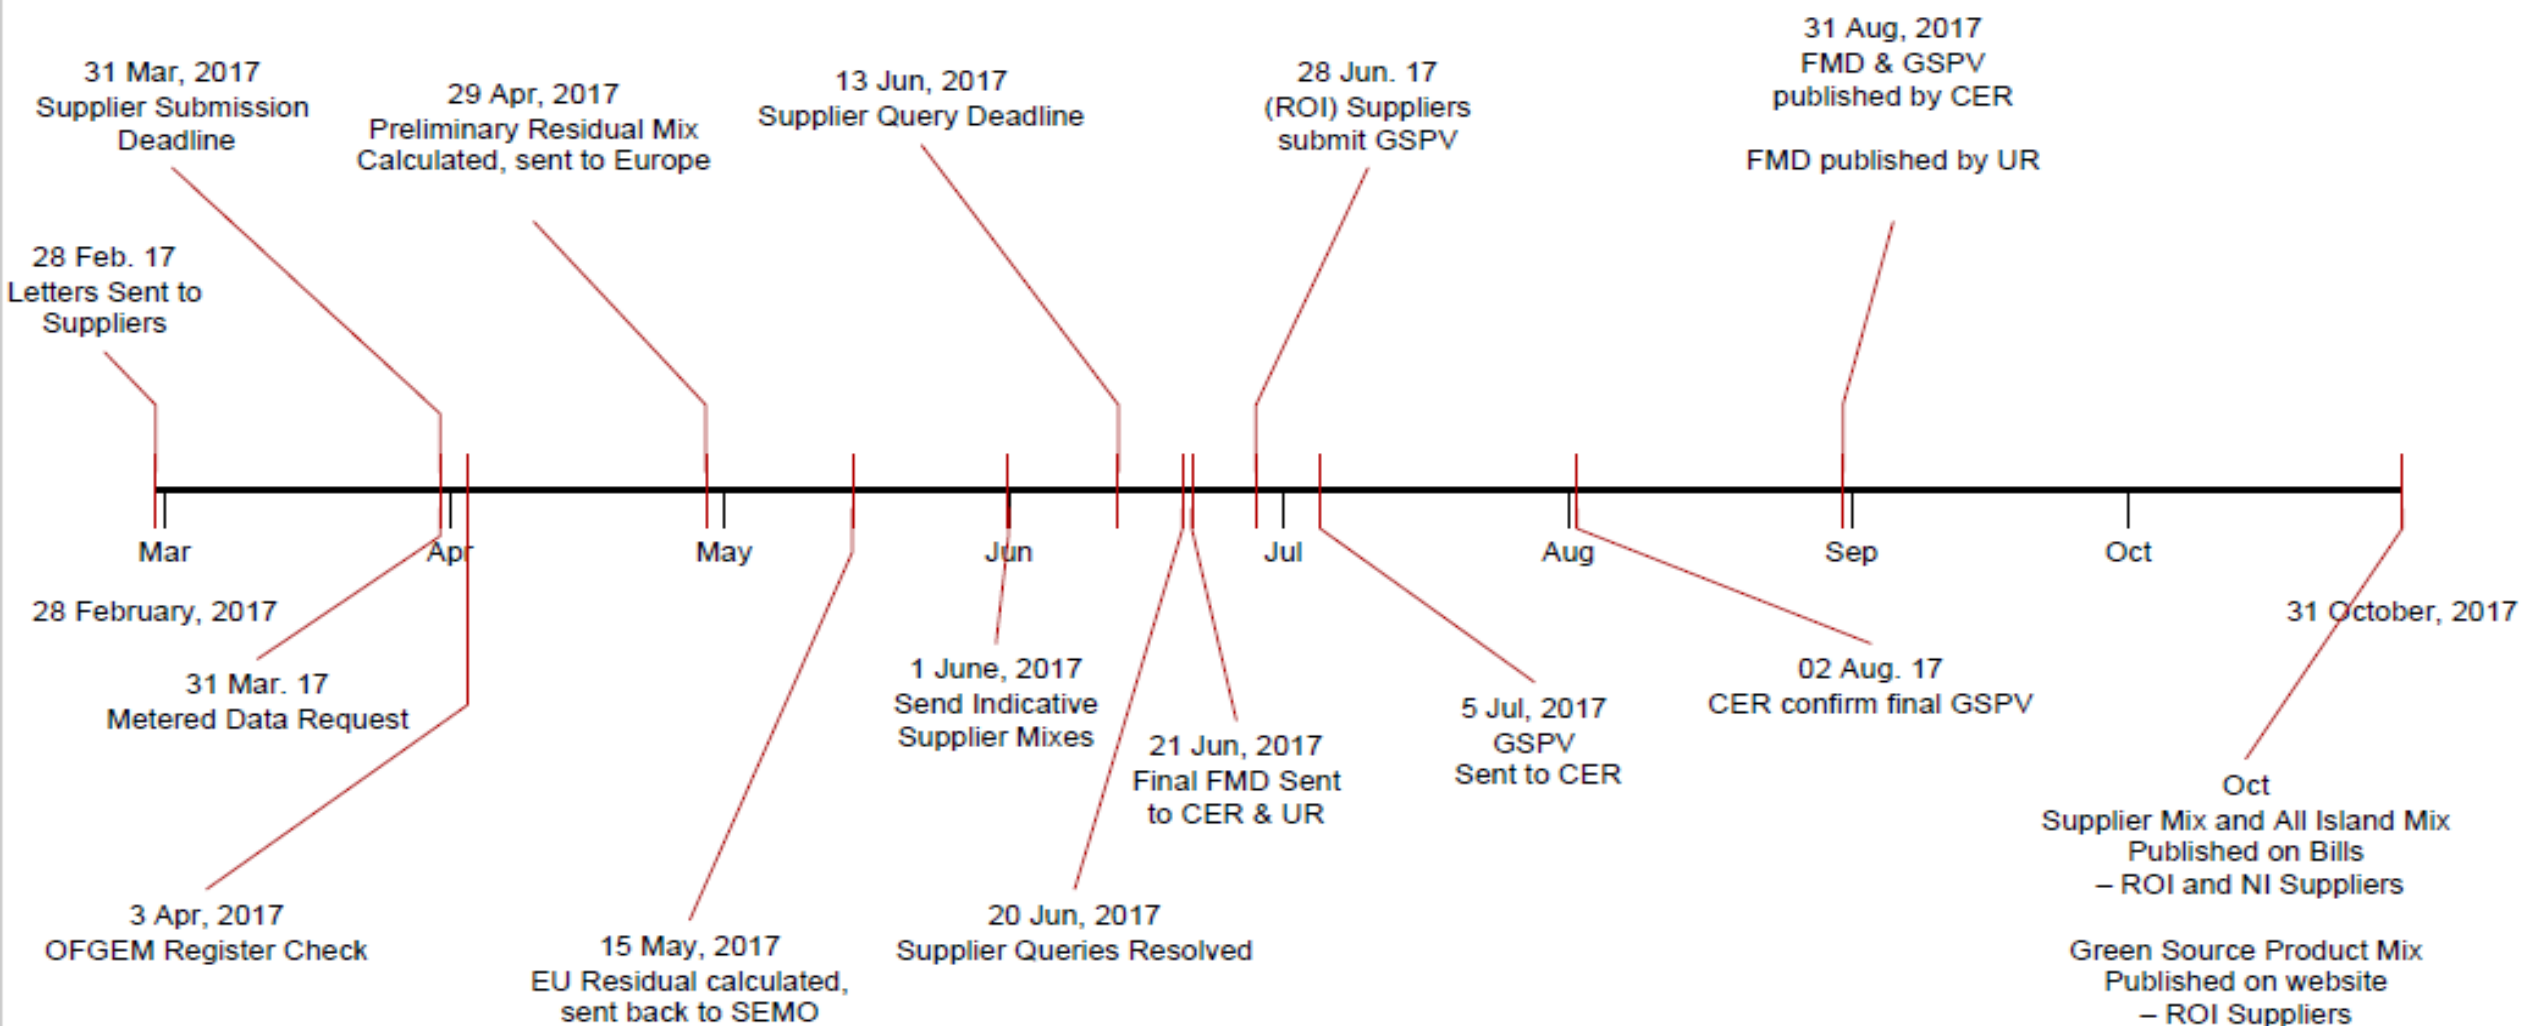 31 Aug, 2017
FMD & GSPV
published by CER
FMD published by UR
31 Mar, 2017
Supplier Submission
Deadline
29 Apr, 2017
Preliminary Residual Mix
Calculated, sent to Europe
13 Jun, 2017
Supplier Query Deadline
28 Jun. 17
(ROI) Suppliers
submit GSPV
28 Feb. 17
Letters Sent to
Suppliers
Mar
Apr
May
Jun
Jul
Aug
Sep
Oct
28 February, 2017
31 October, 2017
31 Mar. 17
Metered Data Request
1 June, 2017
Send Indicative
Supplier Mixes
21 Jun, 2017
Final FMD Sent
to CER & UR
5 Jul, 2017
GSPV
Sent to CER
02 Aug. 17
CER confirm final GSPV
Oct
Supplier Mix and All Island Mix
Published on Bills
– ROI and NI Suppliers
Green Source Product Mix
Published on website
– ROI Suppliers
3 Apr, 2017
OFGEM Register Check
15 May, 2017
EU Residual calculated,
sent back to SEMO
20 Jun, 2017
Supplier Queries Resolved